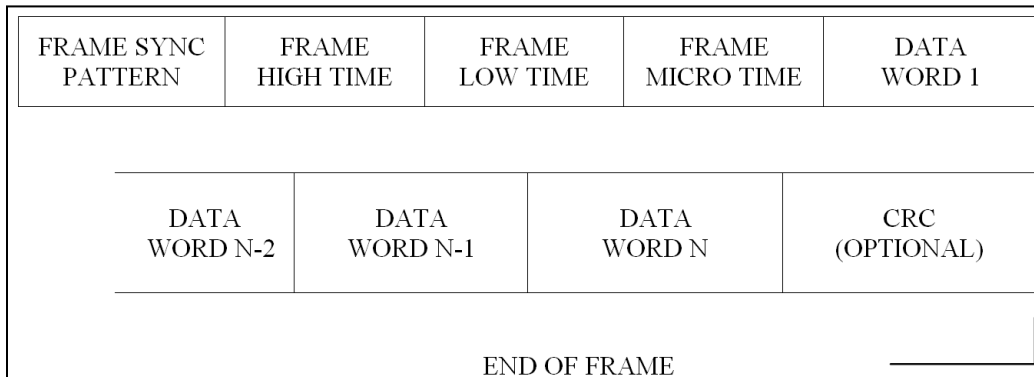 FRAME SYNC PATTERN
FRAME HIGH TIME
FRAME LOW TIME
FRAME MICRO TIME
DATA WORD 1
DATA WORD N-2
DATA WORD N-1
DATA WORD N
CRC (OPTIONAL)
END OF FRAME